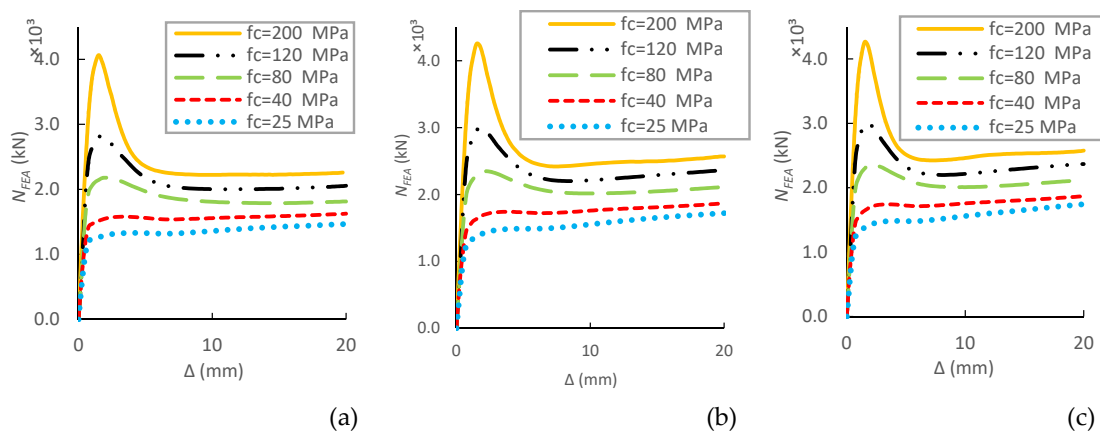 ×10³
4.0
3.0
2.0
1.0
0.0
N_FEA (kN)
0
10
20
Δ (mm)
fc=200 MPa
fc=120 MPa
fc=80 MPa
fc=40 MPa
fc=25 MPa
(a)
×10³
4.0
3.0
2.0
1.0
0.0
N_FEA (kN)
0
10
20
Δ (mm)
fc=200 MPa
fc=120 MPa
fc=80 MPa
fc=40 MPa
fc=25 MPa
(b)
×10³
4.0
3.0
2.0
1.0
0.0
N_FEA (kN)
0
10
20
Δ (mm)
fc=200 MPa
fc=120 MPa
fc=80 MPa
fc=40 MPa
fc=25 MPa
(c)